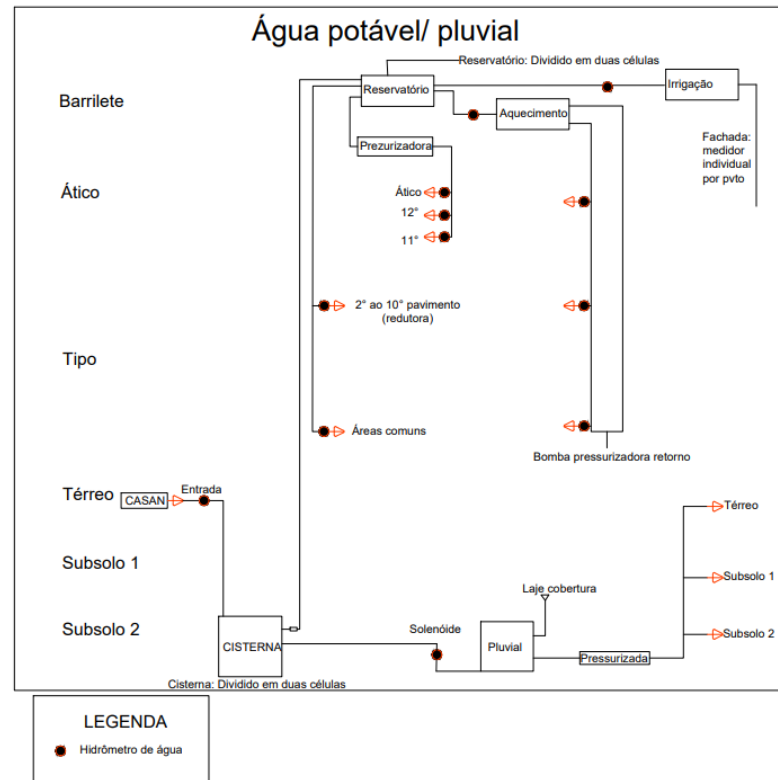 Água potável/ pluvial
Reservatório: Dividido em duas células
Barrilete
Reservatório
Irrigação
Aquecimento
Prezurizadora
Fachada:
medidor
individual
por pvto
Ático
Ático
12°
11°
2° ao 10° pavimento
(redutora)
Tipo
Áreas comuns
Bomba pressurizadora retorno
Térreo
CASAN
Entrada
Térreo
Subsolo 1
Subsolo 1
Laje cobertura
Subsolo 2
CISTERNA
Solenóide
Pluvial
Pressurizada
Subsolo 2
Cisterna: Dividido em duas células
LEGENDA
Hidrômetro de água